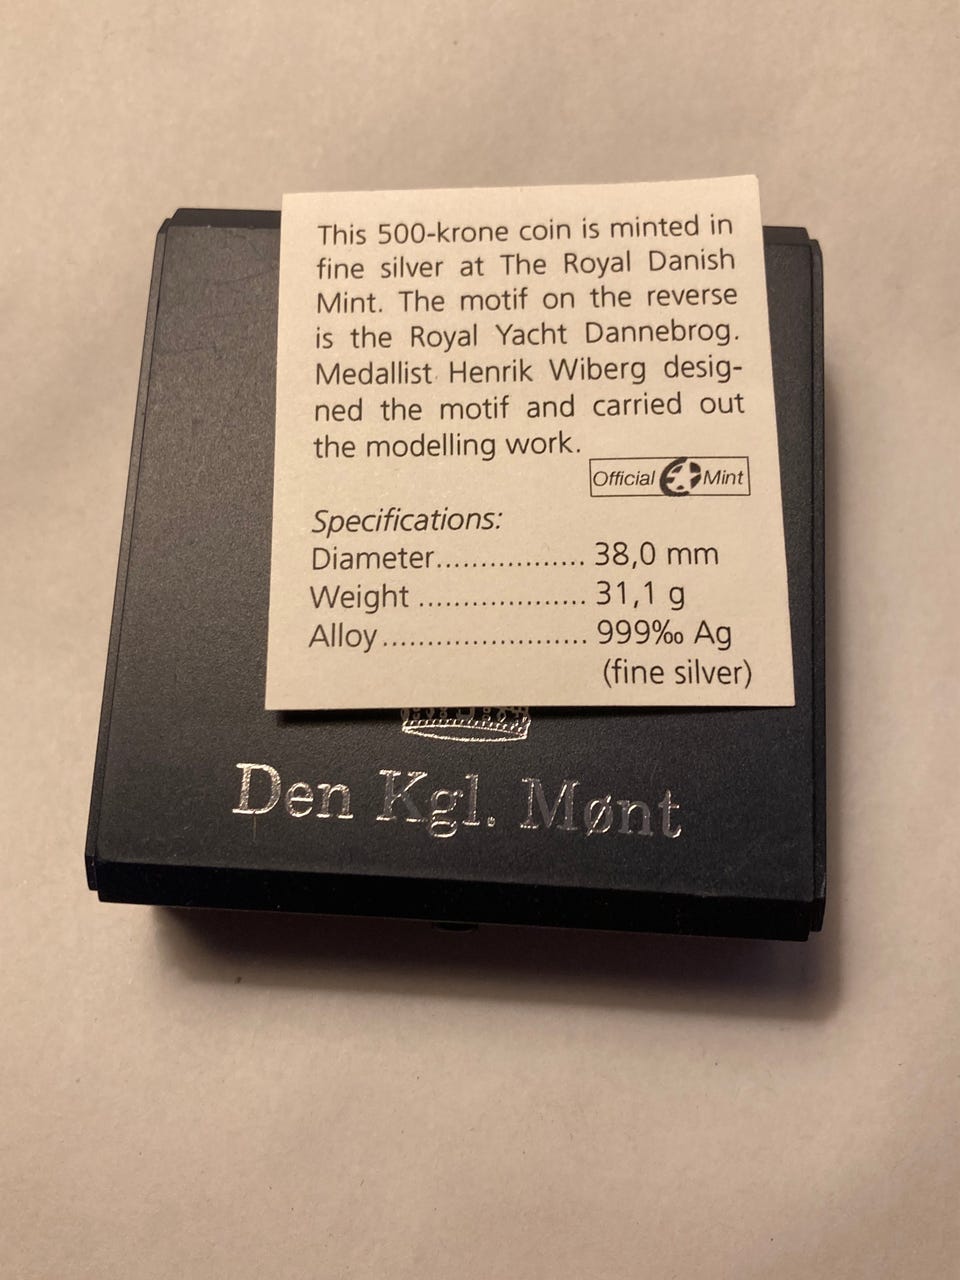 This 500-krone coin is minted in
fine silver at The Royal Danish
Mint. The motif on the reverse
is the Royal Yacht Dannebrog.
Medallist Henrik Wiberg desig-
ned the motif and carried out
the modelling work.
Official Mint
Specifications:
Diameter................. 38,0 mm
Weight ................... 31,1 g
Alloy....................... 999‰ Ag
(fine silver)
Den Kgl. Mønt